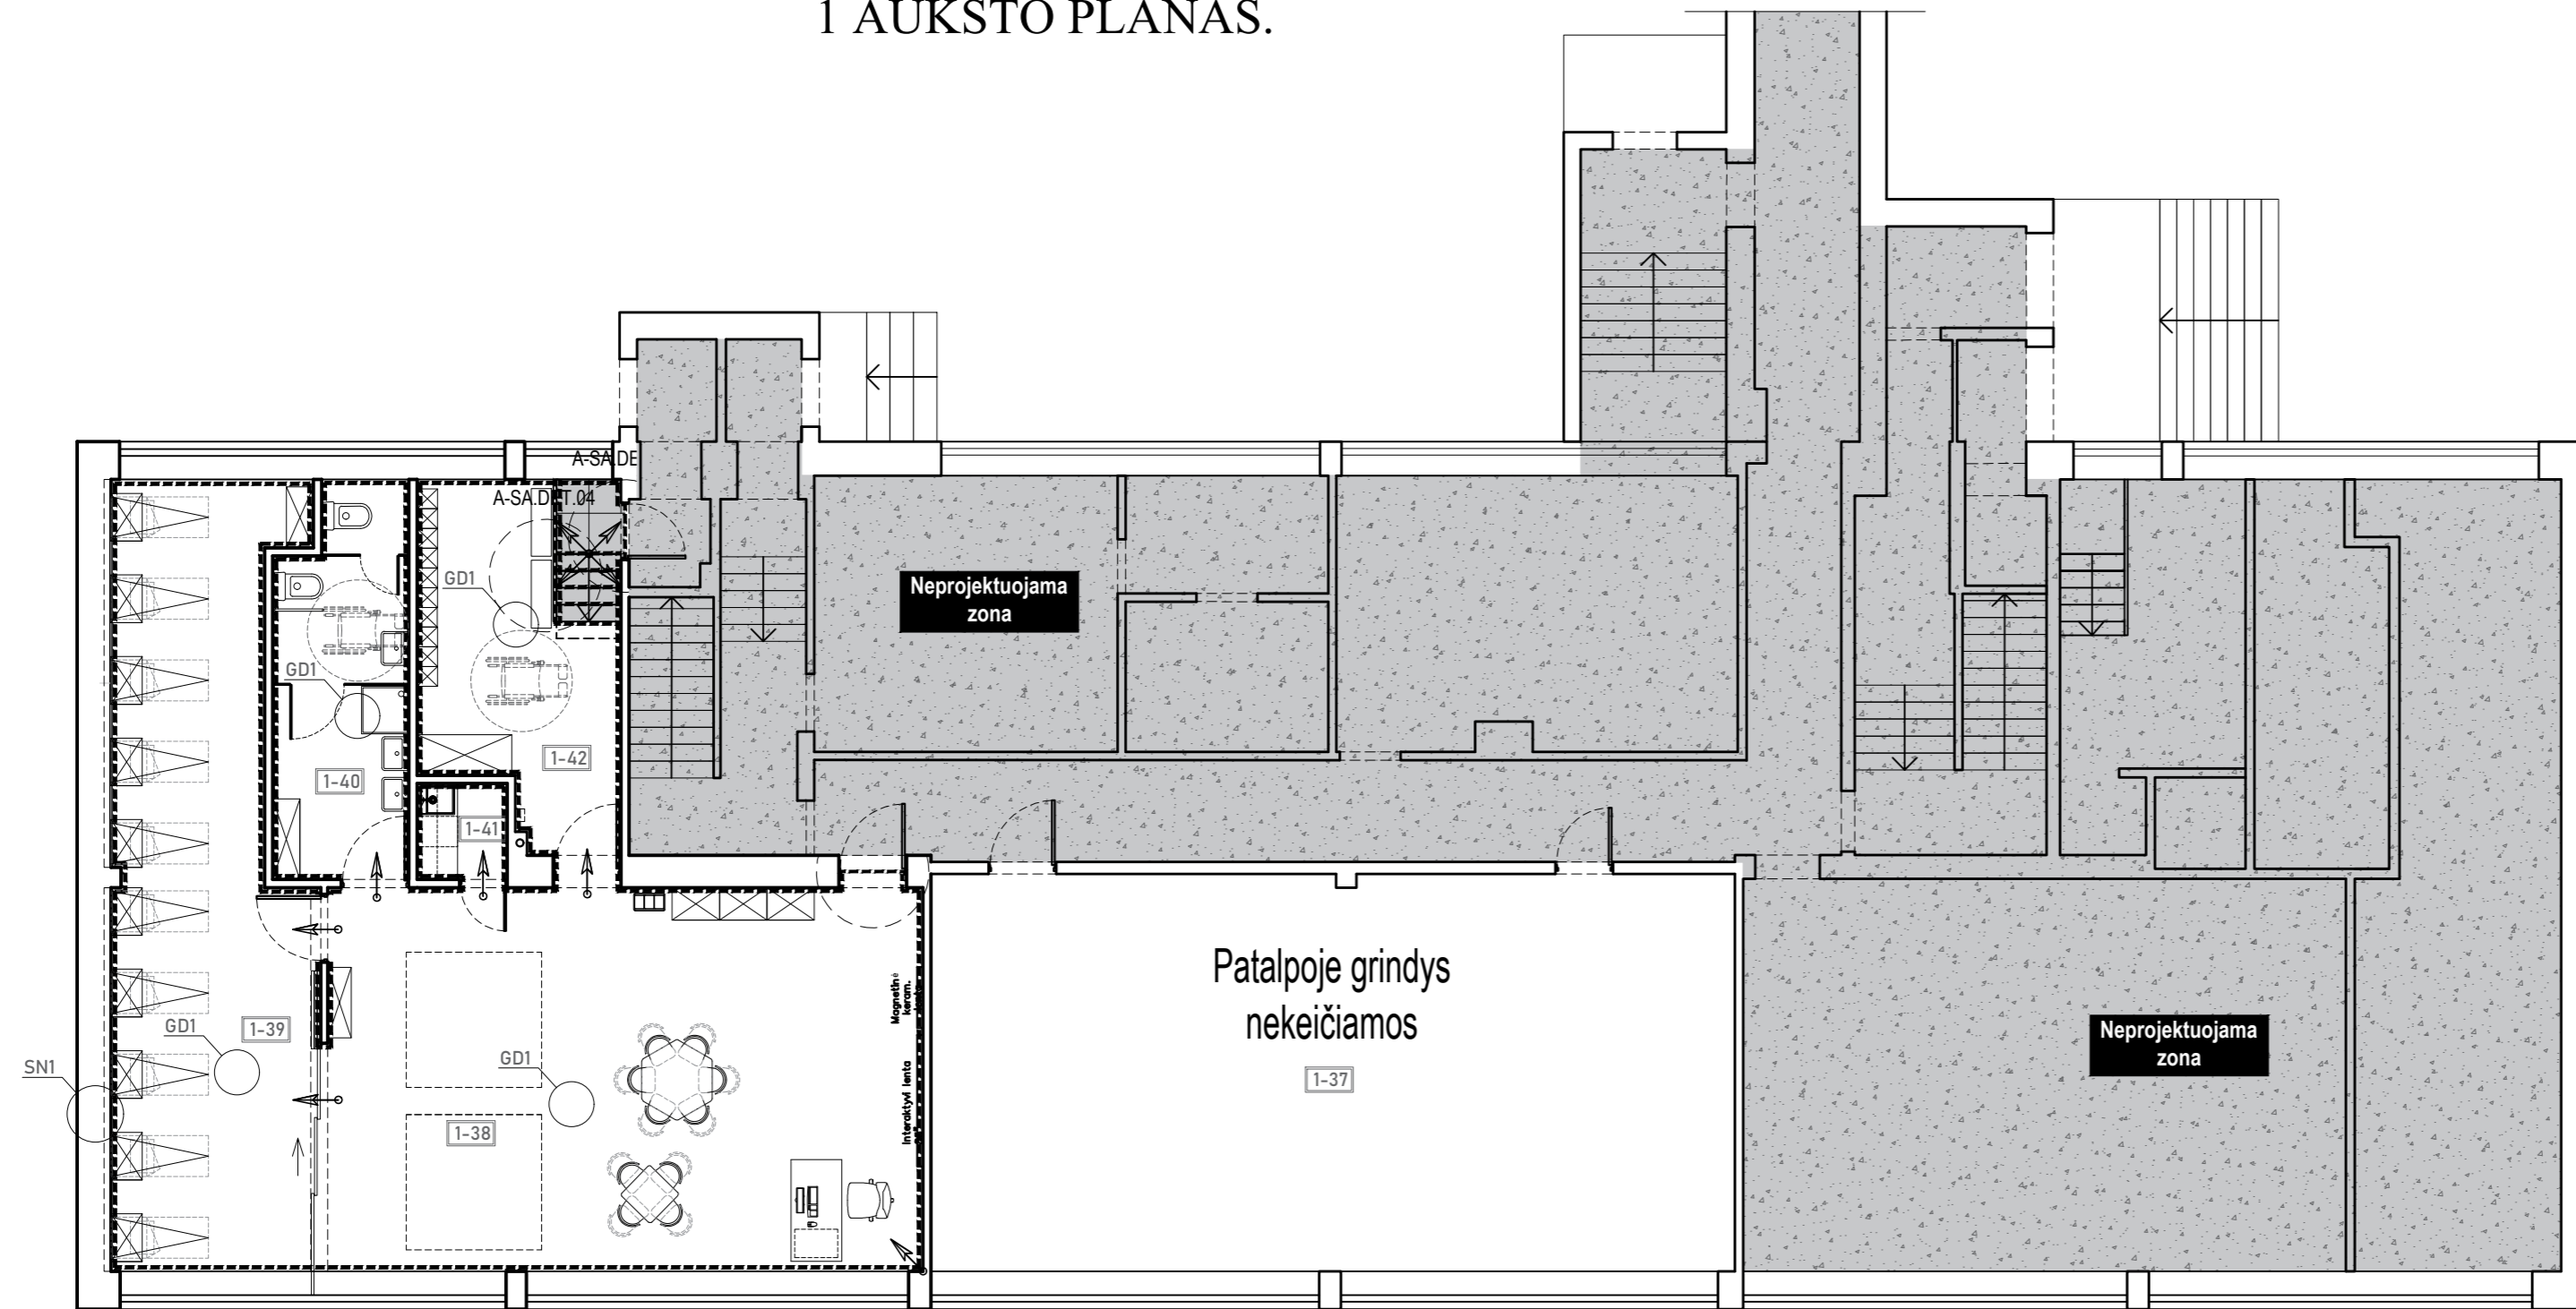 1 AUKŠTO PLANAS.
A-SA.DE
A-SA.DET.04
GD1
Neprojektuojama
zona
GD1
1-42
1-40
1-41
Magnetinė
keram.
Patalpoje grindys
nekeičiamos
GD1
1-39
Neprojektuojama
zona
SN1
GD1
Interaktyvi lenta
1-37
1-38